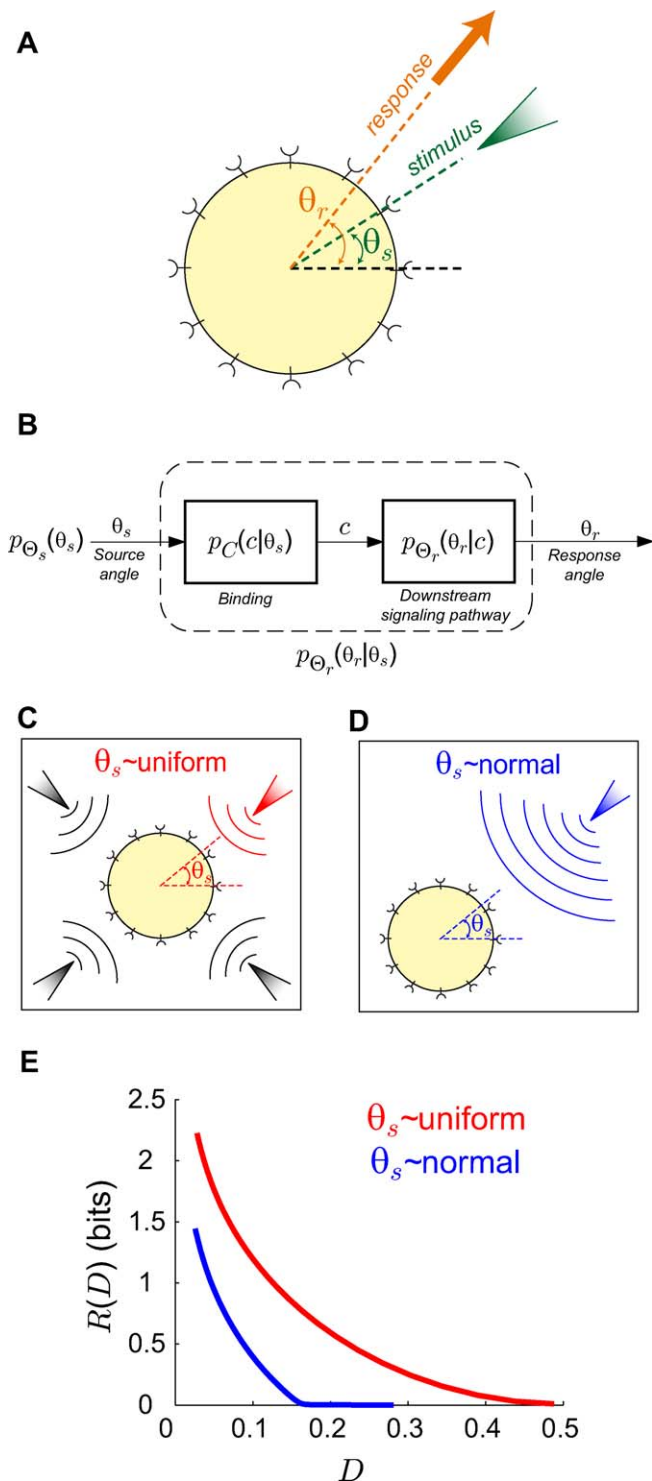 A
response
stimulus
θr
θs
B
pΘs(θs)
θs
Source
angle
pC(c|θs)
Binding
c
pΘr(θr|c)
Downstream
signaling pathway
θr
Response
angle
pΘr(θr|θs)
C
θs~uniform
θs
D
θs~normal
θs
E
2.5
2
1.5
1
0.5
0
R(D) (bits)
θs~uniform
θs~normal
0 0.1 0.2 0.3 0.4 0.5
D